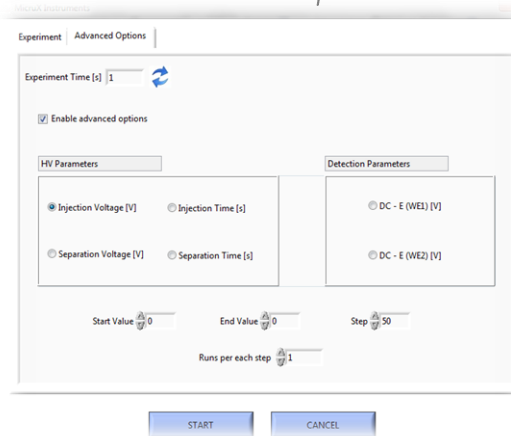 MicruX Instruments
Experiment Advanced Options
Experiment Time [s] 1
Enable advanced options
HV Parameters Detection Parameters
Injection Voltage [V] Injection Time [s] DC - E (WE1) [V]
Separation Voltage [V] Separation Time [s] DC - E (WE2) [V]
Start Value 0 End Value 0 Step 50
Runs per each step 1
START CANCEL